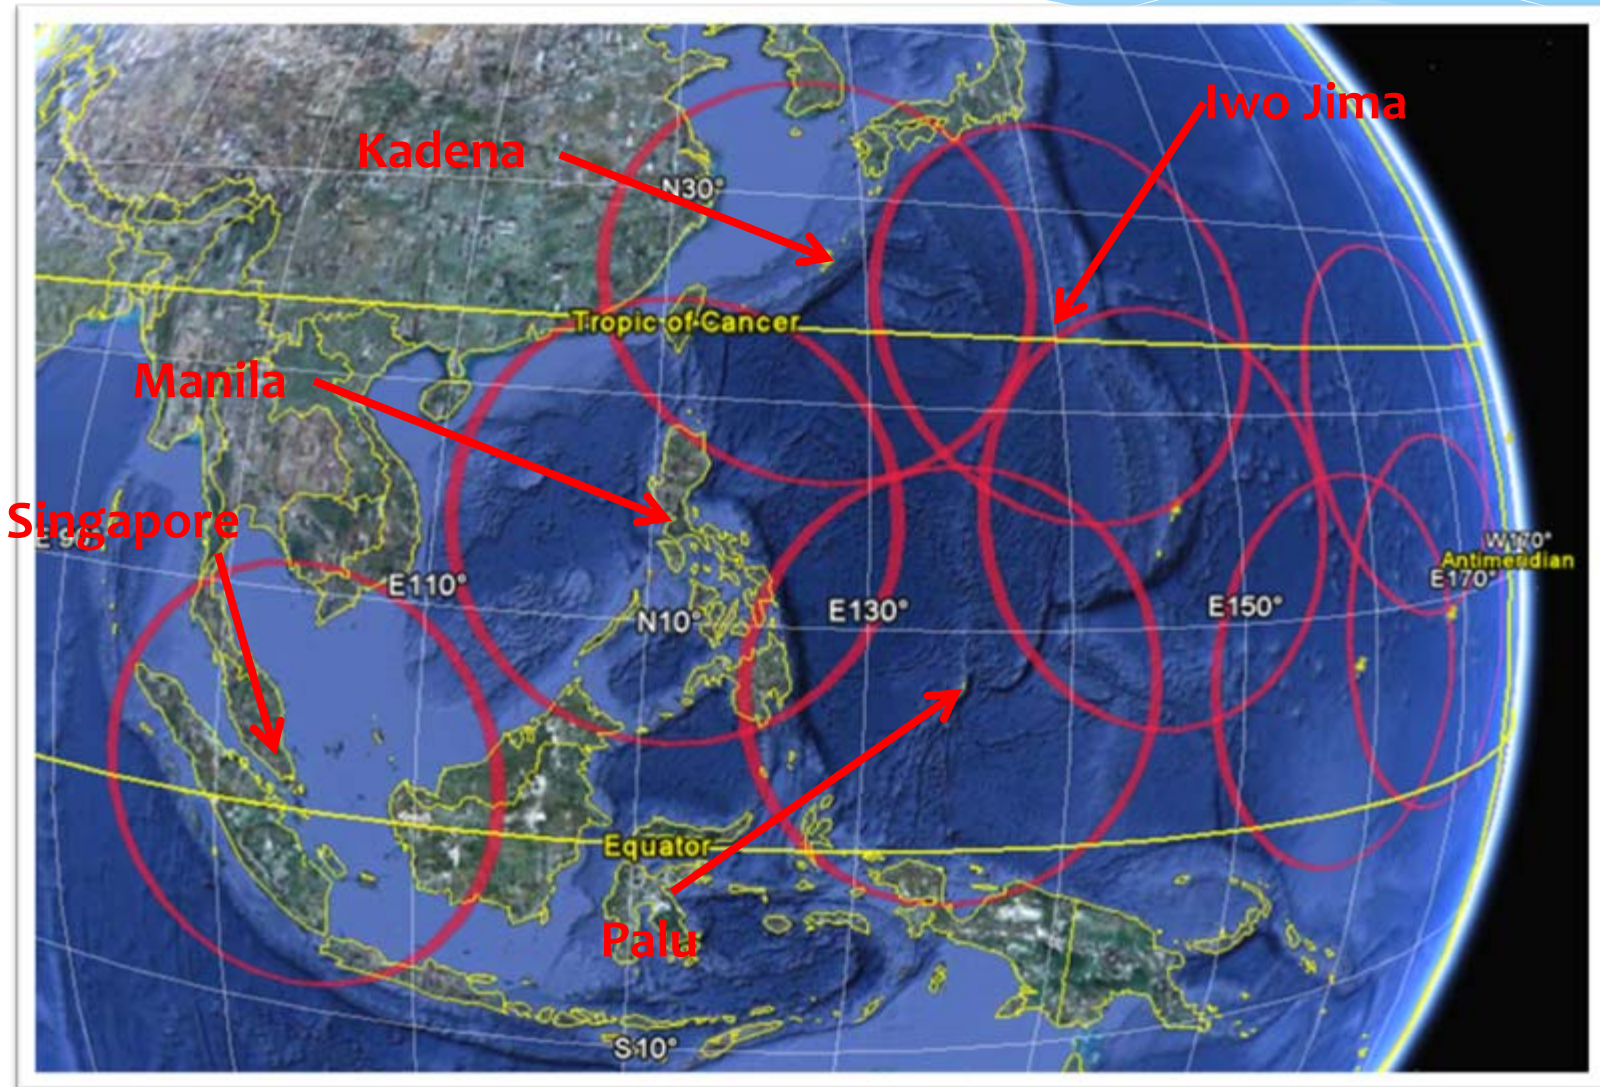 Iwo Jima
Kadena
N30°
Tropic of Cancer
Manila
Singapore
W170°
Antimeridian
E170°
E110°
N10°
E130°
E150°
Equator
Palu
S10°